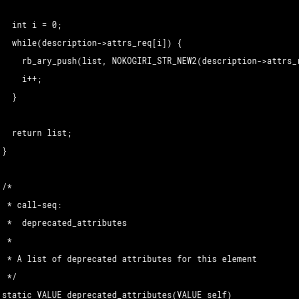 int i = 0;
while(description->attrs_req[i]) {
rb_ary_push(list, NOKOGIRI_STR_NEW2(description->attrs_r
i++;
}
return list;
}
/*
* call-seq:
*  deprecated_attributes
*
* A list of deprecated attributes for this element
*/
static VALUE deprecated_attributes(VALUE self)